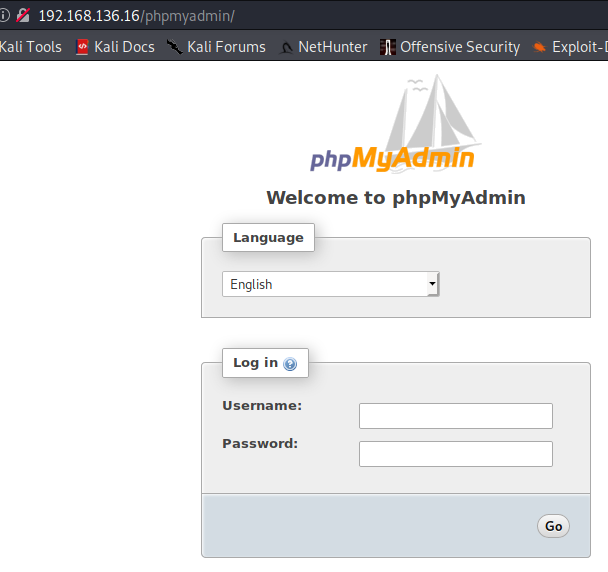 192.168.136.16/phpmyadmin/
Kali Tools Kali Docs Kali Forums NetHunter Offensive Security Exploit-D
phpMyAdmin
Welcome to phpMyAdmin
Language
English
Log in
Username:
Password:
Go